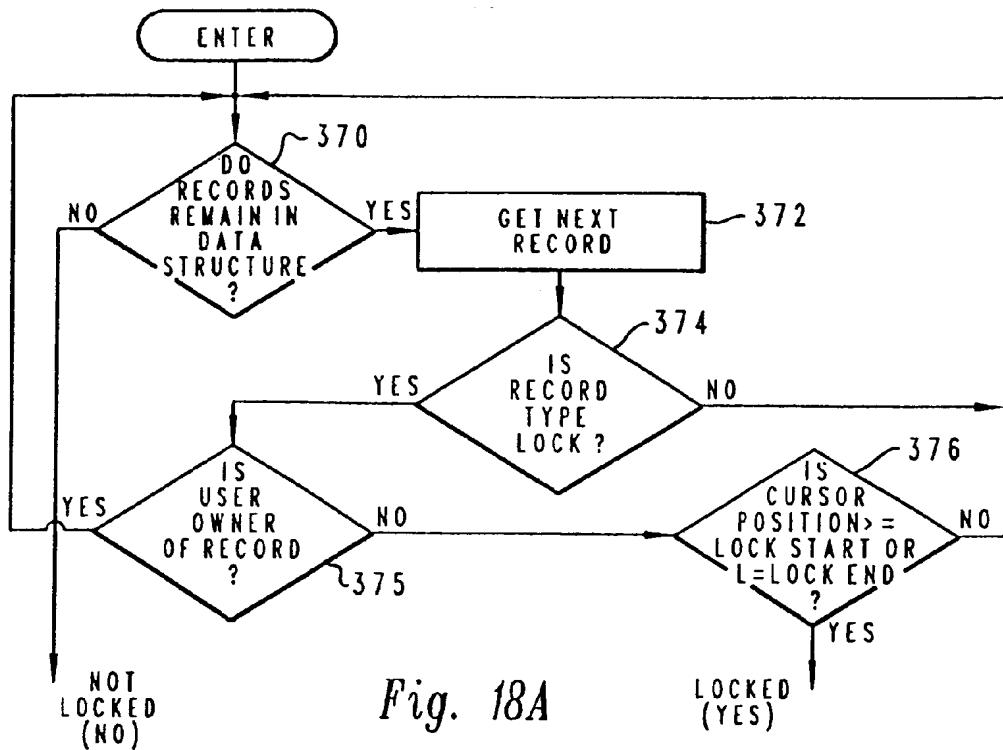 ENTER
370
DO
RECORDS
REMAIN IN
DATA
STRUCTURE
?
NO
YES
GET NEXT
RECORD
372
374
IS
RECORD
TYPE
LOCK ?
YES
NO
IS
USER
OWNER
OF RECORD
?
YES
NO
375
376
IS
CURSOR
POSITION>=
LOCK START OR
L=LOCK END
?
NO
YES
NOT
LOCKED
(NO)
Fig. 18A
LOCKED
(YES)